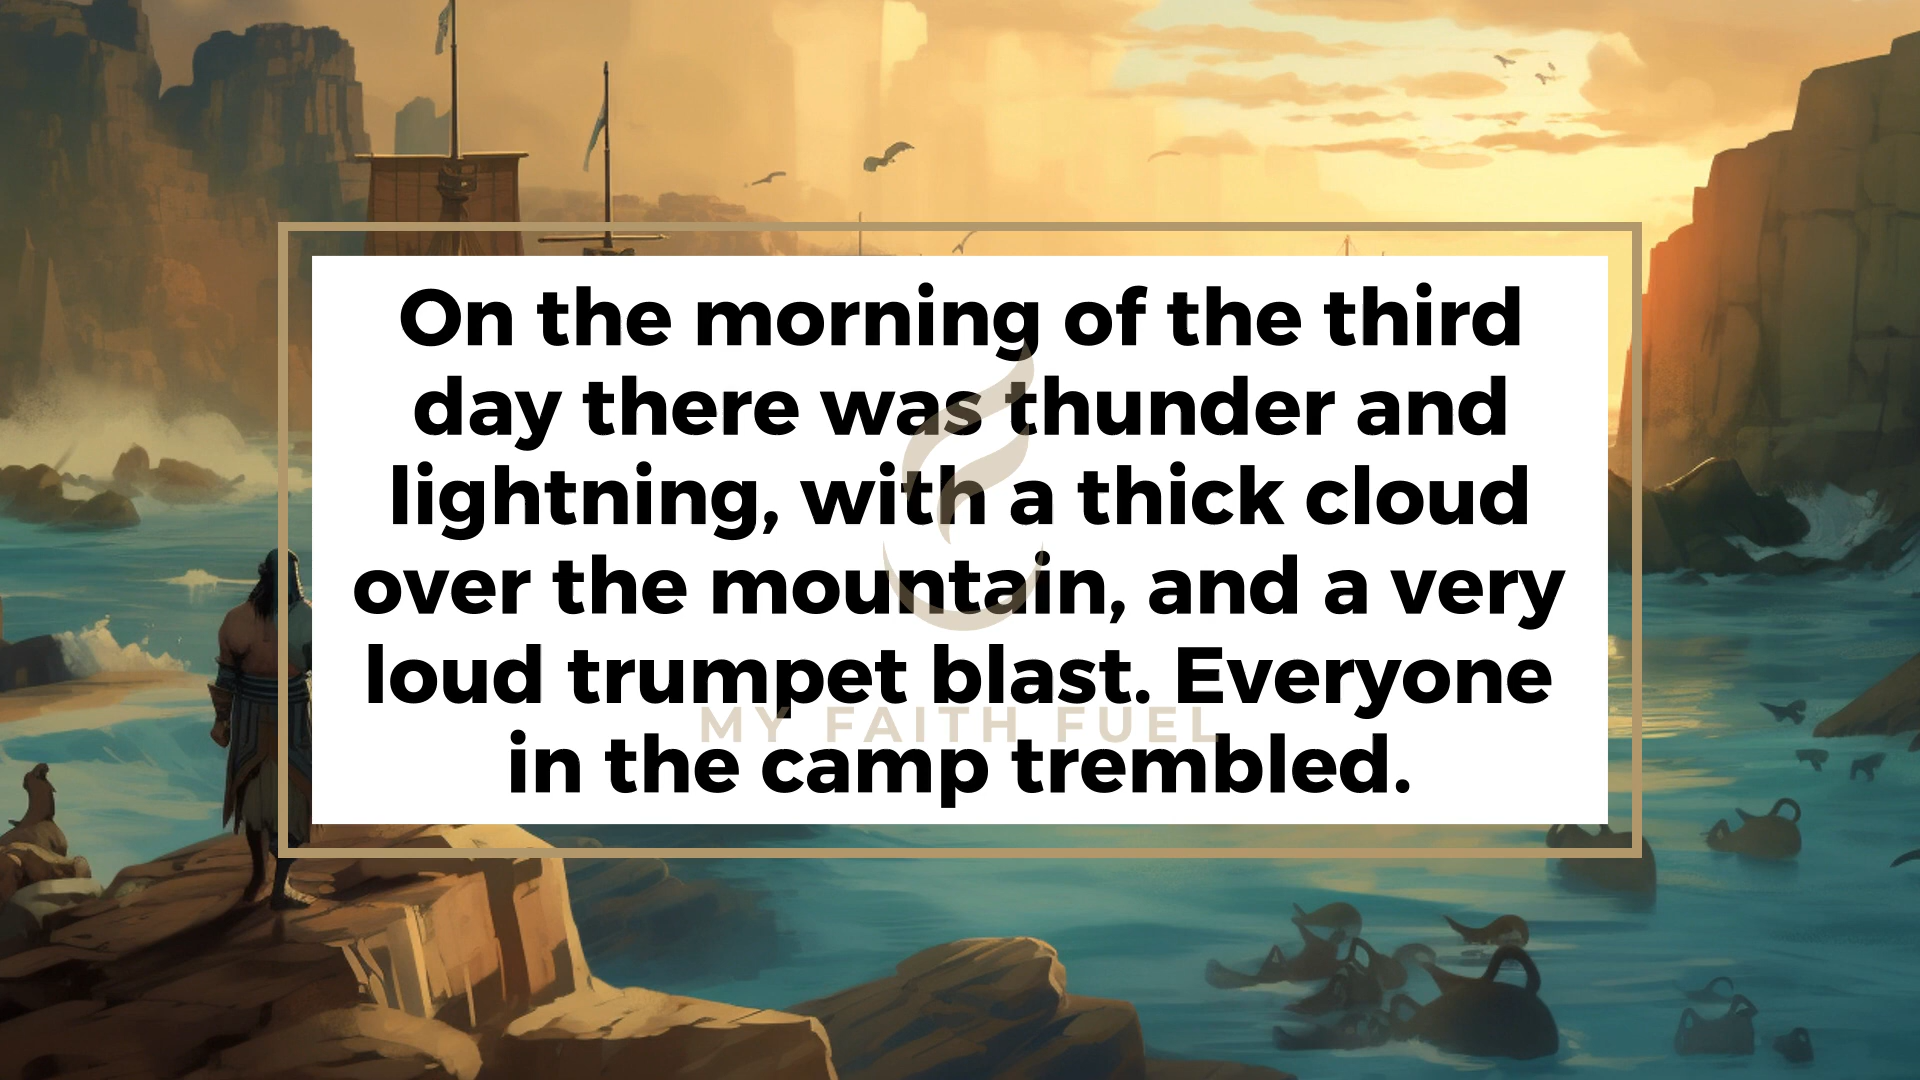 On the morning of the third
day there was thunder and
lightning, with a thick cloud
over the mountain, and a very
loud trumpet blast. Everyone
MY FAITH FUEL
in the camp trembled.